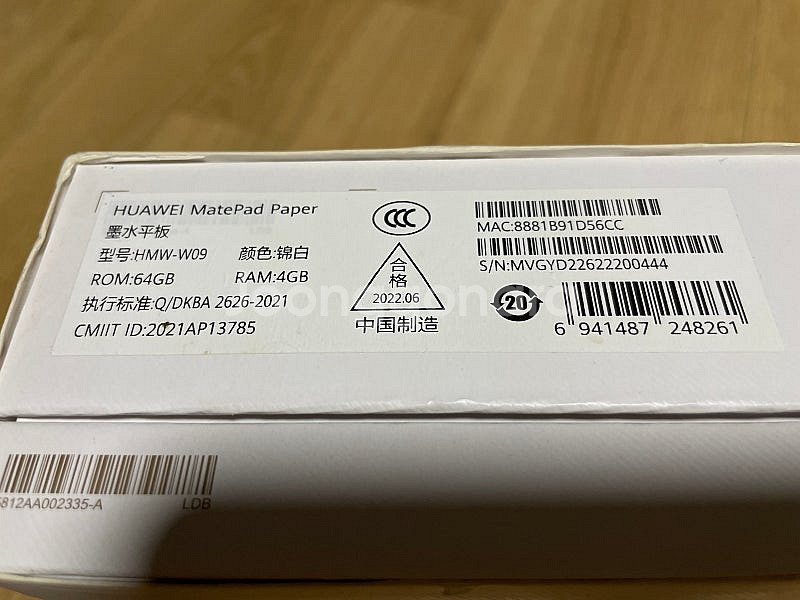 HUAWEI MatePad Paper
墨水平板
型号:HMW-W09 颜色:锦白
ROM:64GB RAM:4GB
执行标准:Q/DKBA 2626-2021
CMIIT ID:2021AP13785
CCC
合
格
2022.06
中国制造
MAC:8881B91D56CC
S/N:MVGYD22622200444
20
6 941487 248261
812AA002335-A LDB